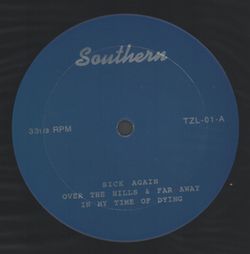 Southern
33⅓ RPM
TZL-01-A
SICK AGAIN
OVER THE HILLS & FAR AWAY
IN MY TIME OF DYING